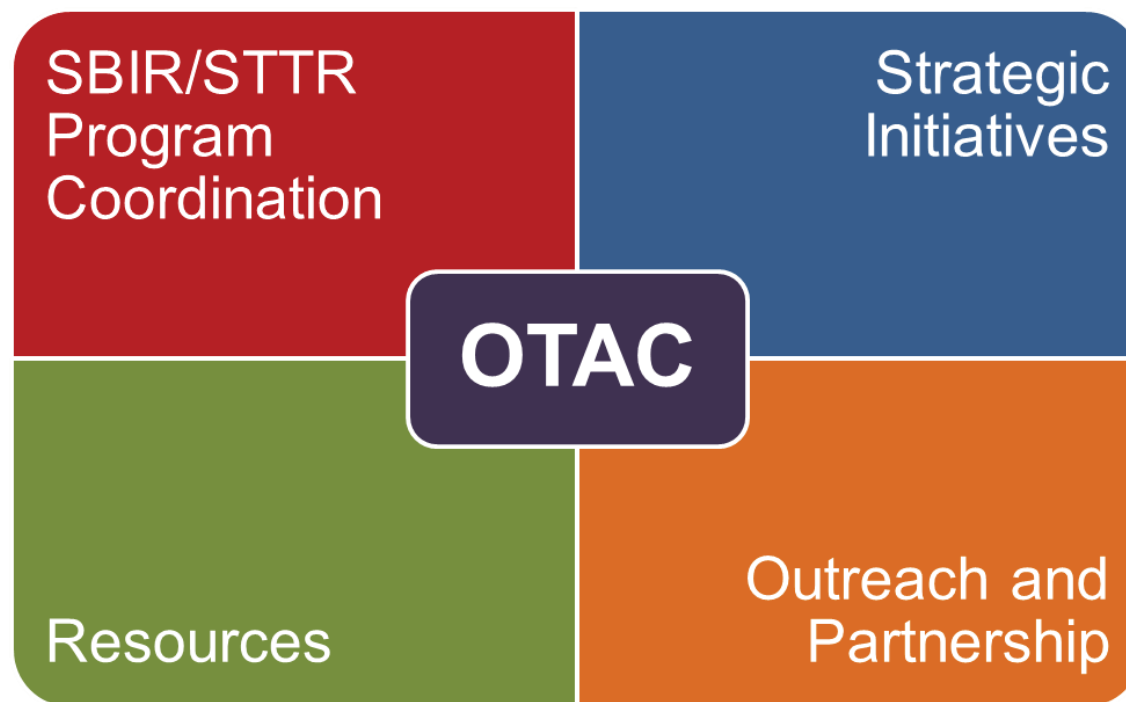 SBIR/STTR
Program
Coordination
Strategic
Initiatives
OTAC
Resources
Outreach and
Partnership